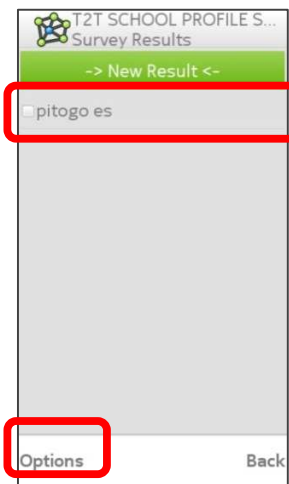 T2T SCHOOL PROFILE S...
Survey Results
-> New Result <-
pitogo es
Options Back